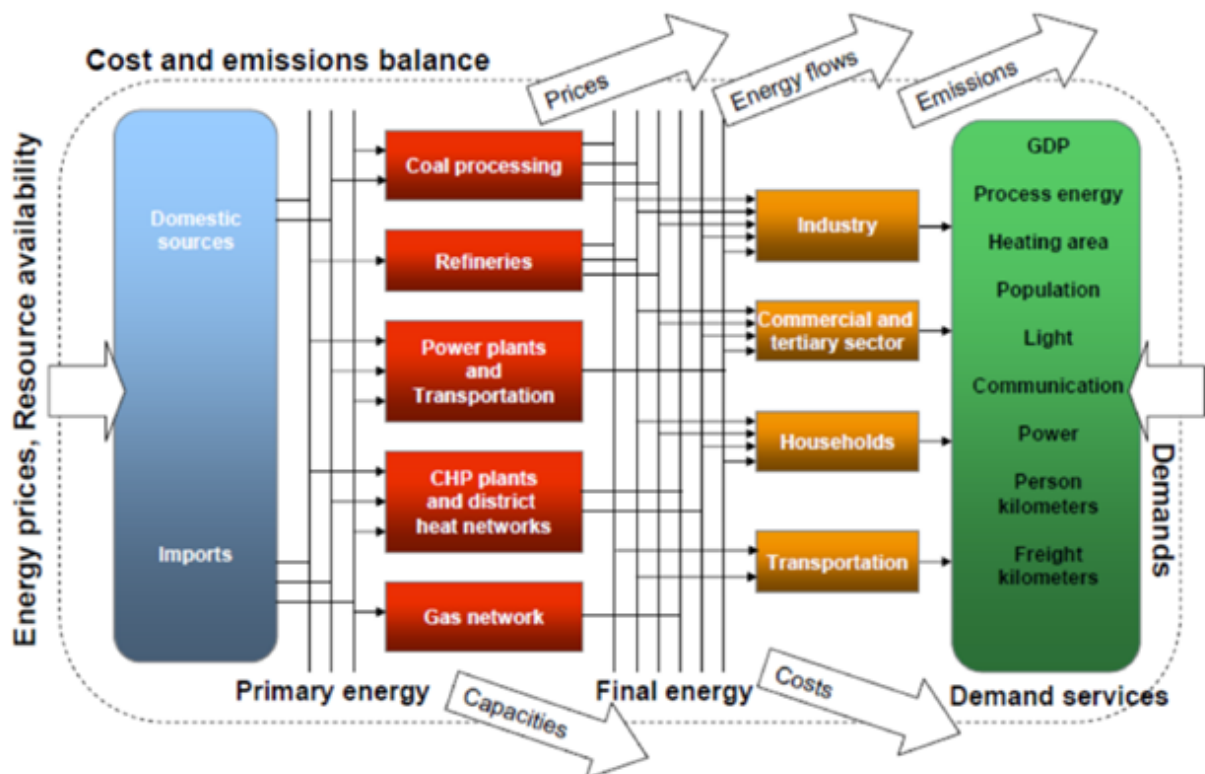 Cost and emissions balance
Prices
Energy flows
Emissions
Energy prices, Resource availability
Domestic
sources
Imports
Primary energy
Coal processing
Refineries
Power plants
and
Transportation
CHP plants
and district
heat networks
Gas network
Capacities
Final energy
Industry
Commercial and
tertiary sector
Households
Transportation
Costs
GDP
Process energy
Heating area
Population
Light
Communication
Power
Person
kilometers
Freight
kilometers
Demand services
Demands